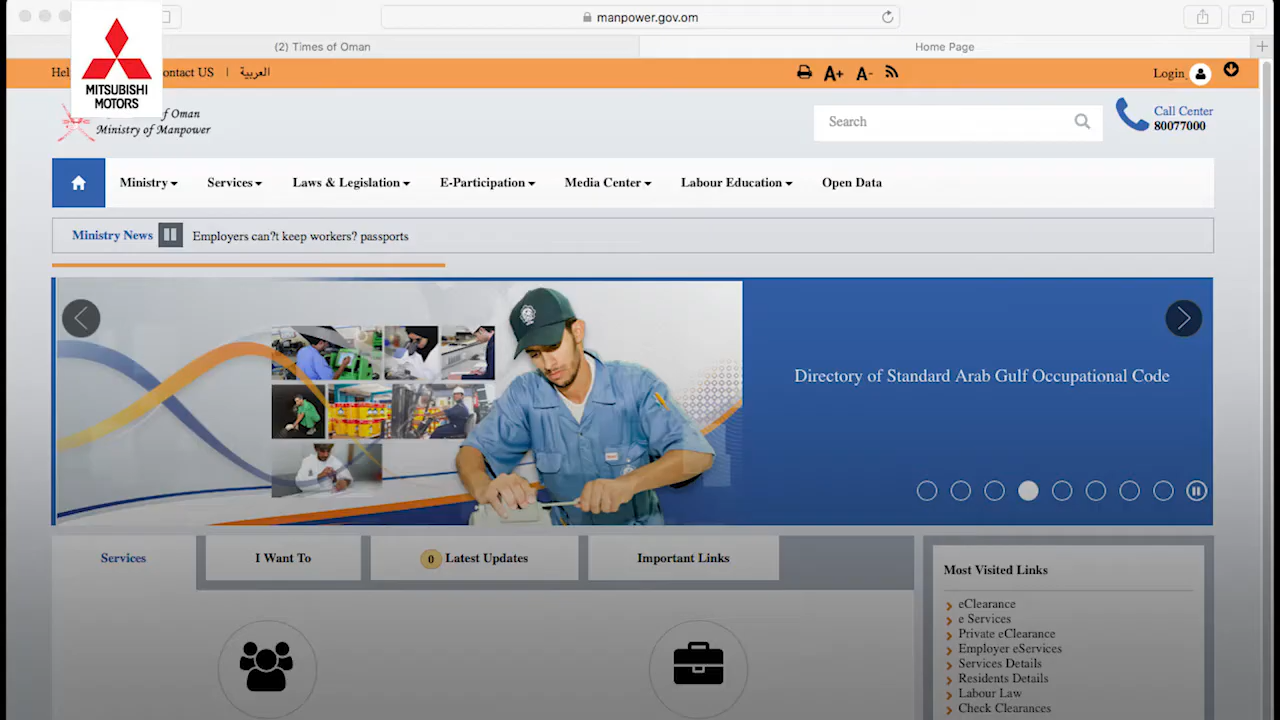 manpower.gov.om
(2) Times of Oman
Home Page
MITSUBISHI
MOTORS
ontact US | العربية
A+ A-
Login
of Oman
Ministry of Manpower
Search
Call Center
80077000
Ministry
Services
Laws & Legislation
E-Participation
Media Center
Labour Education
Open Data
Ministry News
Employers can?t keep workers? passports
Directory of Standard Arab Gulf Occupational Code
Services
I Want To
0 Latest Updates
Important Links
Most Visited Links
eClearance
e Services
Private eClearance
Employer eServices
Services Details
Residents Details
Labour Law
Check Clearances